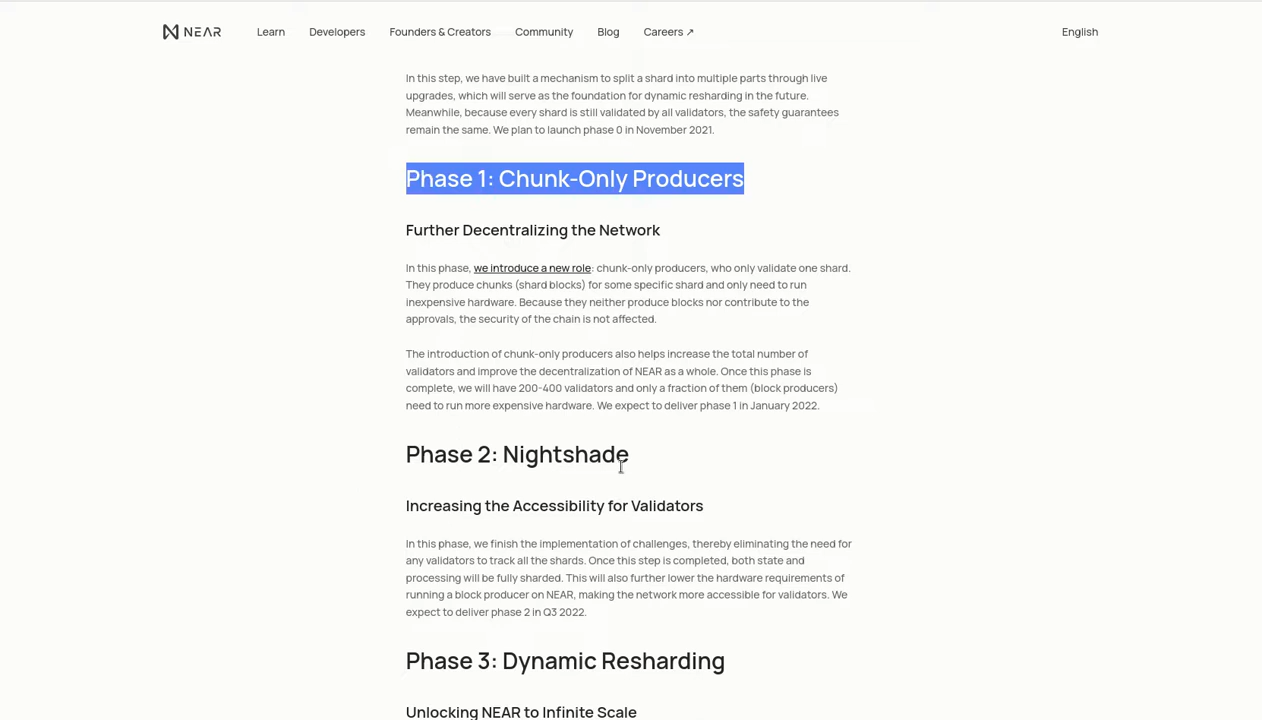 NEAR Learn Developers Founders & Creators Community Blog Careers ↗ English
In this step, we have built a mechanism to split a shard into multiple parts through live
upgrades, which will serve as the foundation for dynamic resharding in the future.
Meanwhile, because every shard is still validated by all validators, the safety guarantees
remain the same. We plan to launch phase 0 in November 2021.
Phase 1: Chunk-Only Producers
Further Decentralizing the Network
In this phase, we introduce a new role: chunk-only producers, who only validate one shard.
They produce chunks (shard blocks) for some specific shard and only need to run
inexpensive hardware. Because they neither produce blocks nor contribute to the
approvals, the security of the chain is not affected.
The introduction of chunk-only producers also helps increase the total number of
validators and improve the decentralization of NEAR as a whole. Once this phase is
complete, we will have 200-400 validators and only a fraction of them (block producers)
need to run more expensive hardware. We expect to deliver phase 1 in January 2022.
Phase 2: Nightshade
Increasing the Accessibility for Validators
In this phase, we finish the implementation of challenges, thereby eliminating the need for
any validators to track all the shards. Once this step is completed, both state and
processing will be fully sharded. This will also further lower the hardware requirements of
running a block producer on NEAR, making the network more accessible for validators. We
expect to deliver phase 2 in Q3 2022.
Phase 3: Dynamic Resharding
Unlocking NEAR to Infinite Scale